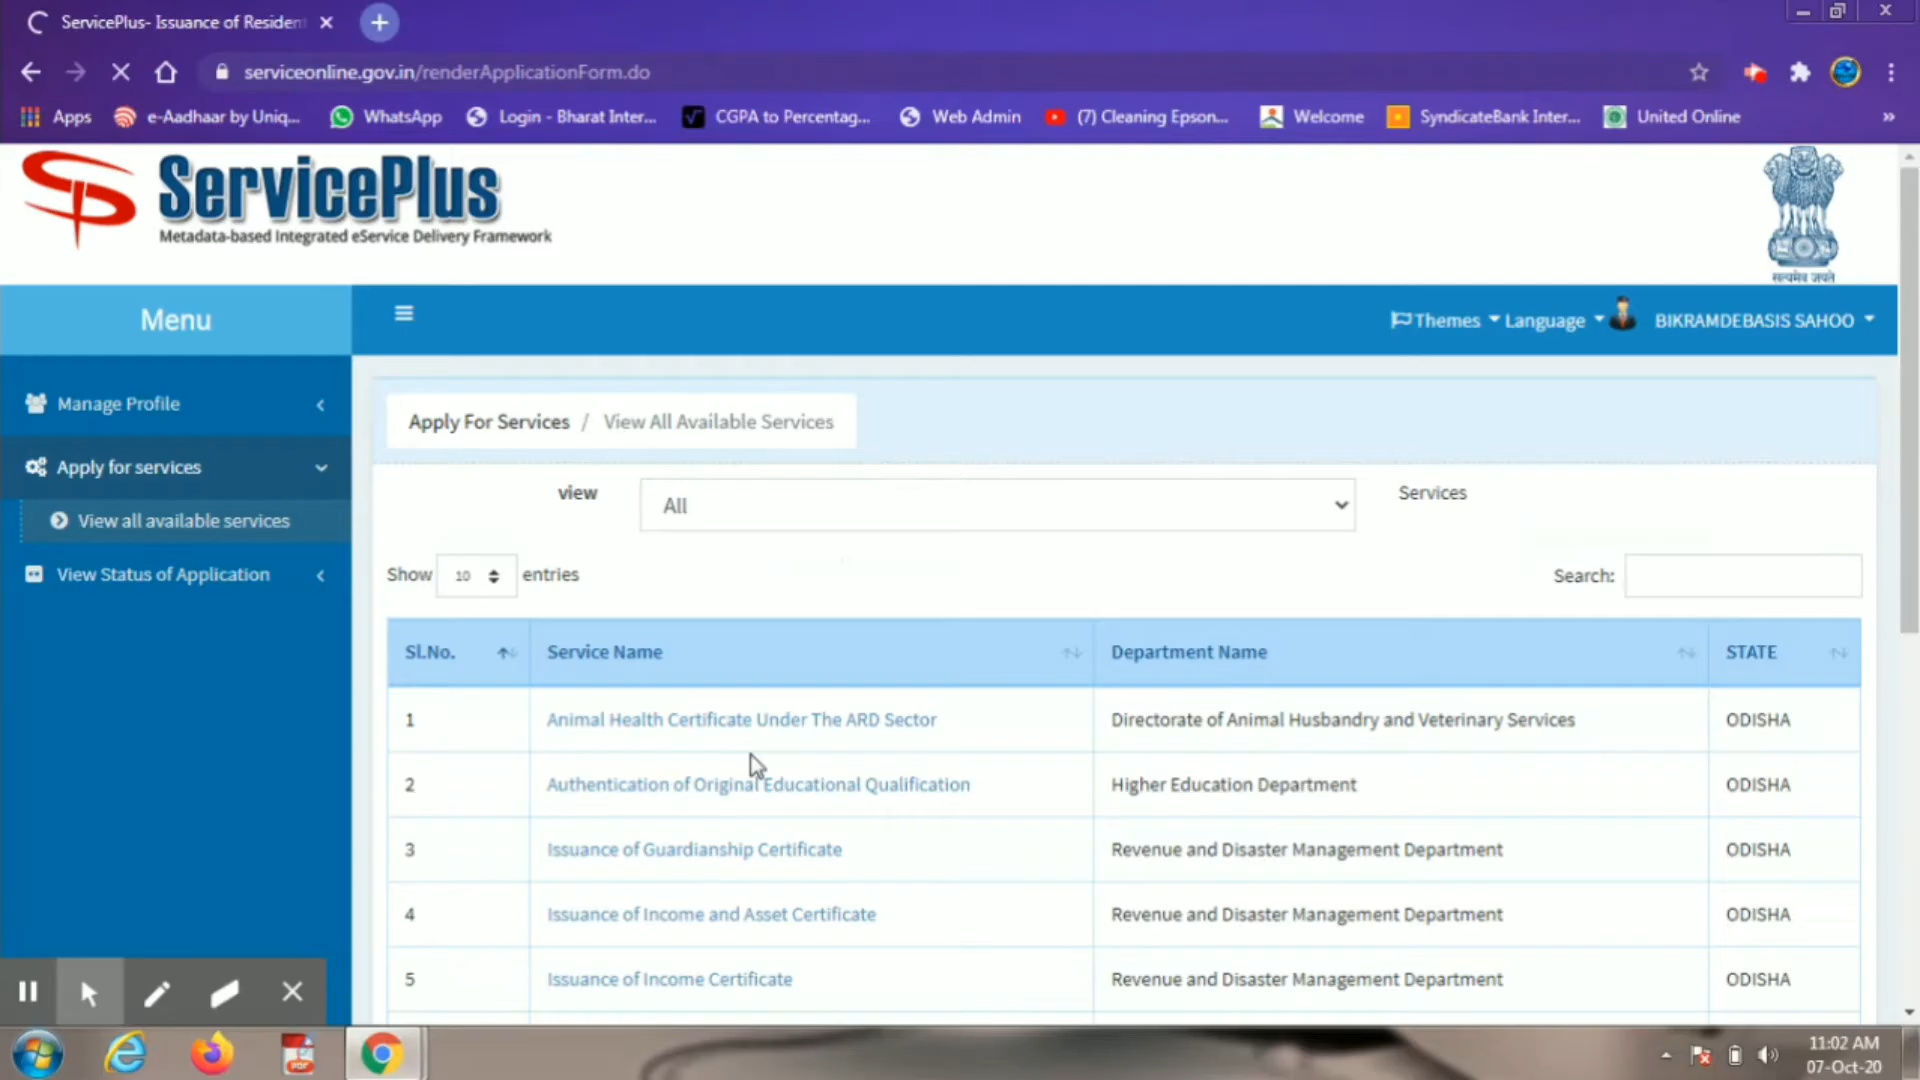 ServicePlus- Issuance of Residen
serviceonline.gov.in/renderApplicationForm.do
Apps e-Aadhaar by Uniq... WhatsApp Login - Bharat Inter... CGPA to Percentag... Web Admin (7) Cleaning Epson... Welcome SyndicateBank Inter... United Online »
ServicePlus
Metadata-based Integrated eService Delivery Framework
सत्यमेव जयते
Menu
Themes Language BIKRAMDEBASIS SAHOO
Manage Profile
Apply for services
View all available services
View Status of Application
Apply For Services / View All Available Services
view All Services
Show 10 entries Search:
Sl.No. Service Name Department Name STATE
1 Animal Health Certificate Under The ARD Sector Directorate of Animal Husbandry and Veterinary Services ODISHA
2 Authentication of Original Educational Qualification Higher Education Department ODISHA
3 Issuance of Guardianship Certificate Revenue and Disaster Management Department ODISHA
4 Issuance of Income and Asset Certificate Revenue and Disaster Management Department ODISHA
5 Issuance of Income Certificate Revenue and Disaster Management Department ODISHA
PDF
11:02 AM
07-Oct-20